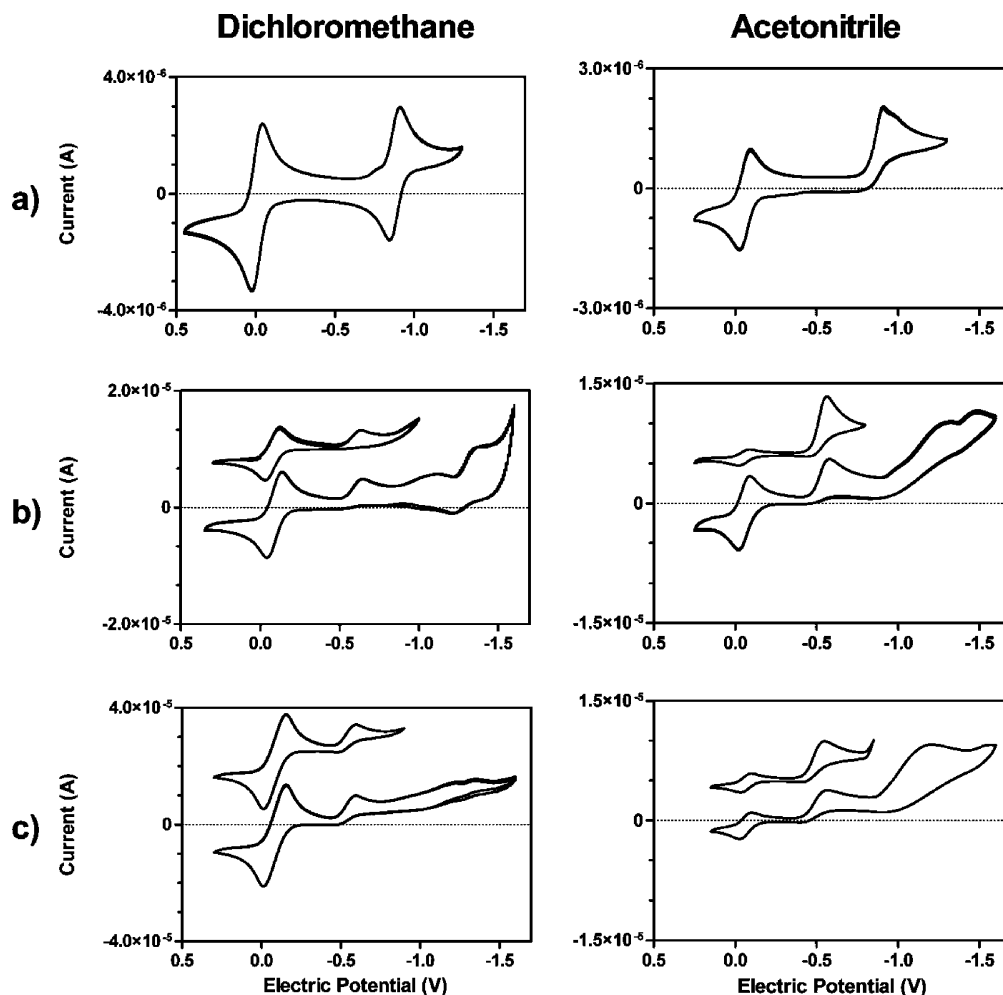 Dichloromethane
Acetonitrile
a)
Current (A)
4.0×10⁻⁶
0
-4.0×10⁻⁶
0.5 0.0 -0.5 -1.0 -1.5
3.0×10⁻⁶
0
-3.0×10⁻⁶
0.5 0.0 -0.5 -1.0 -1.5
b)
Current (A)
2.0×10⁻⁵
0
-2.0×10⁻⁵
0.5 0.0 -0.5 -1.0 -1.5
1.5×10⁻⁵
0
-1.5×10⁻⁵
0.5 0.0 -0.5 -1.0 -1.5
c)
Current (A)
4.0×10⁻⁵
0
-4.0×10⁻⁵
0.5 0.0 -0.5 -1.0 -1.5
Electric Potential (V)
1.5×10⁻⁵
0
-1.5×10⁻⁵
0.5 0.0 -0.5 -1.0 -1.5
Electric Potential (V)